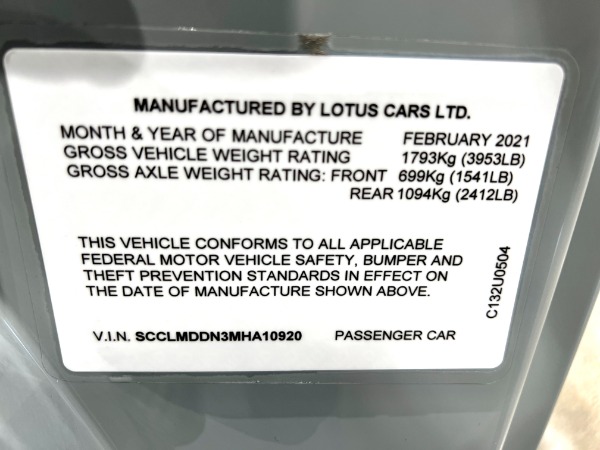 MANUFACTURED BY LOTUS CARS LTD.
MONTH & YEAR OF MANUFACTURE FEBRUARY 2021
GROSS VEHICLE WEIGHT RATING 1793Kg (3953LB)
GROSS AXLE WEIGHT RATING: FRONT 699Kg (1541LB)
REAR 1094Kg (2412LB)
THIS VEHICLE CONFORMS TO ALL APPLICABLE
FEDERAL MOTOR VEHICLE SAFETY, BUMPER AND
THEFT PREVENTION STANDARDS IN EFFECT ON
THE DATE OF MANUFACTURE SHOWN ABOVE.
C132U0504
V.I.N. SCCLMDDN3MHA10920 PASSENGER CAR